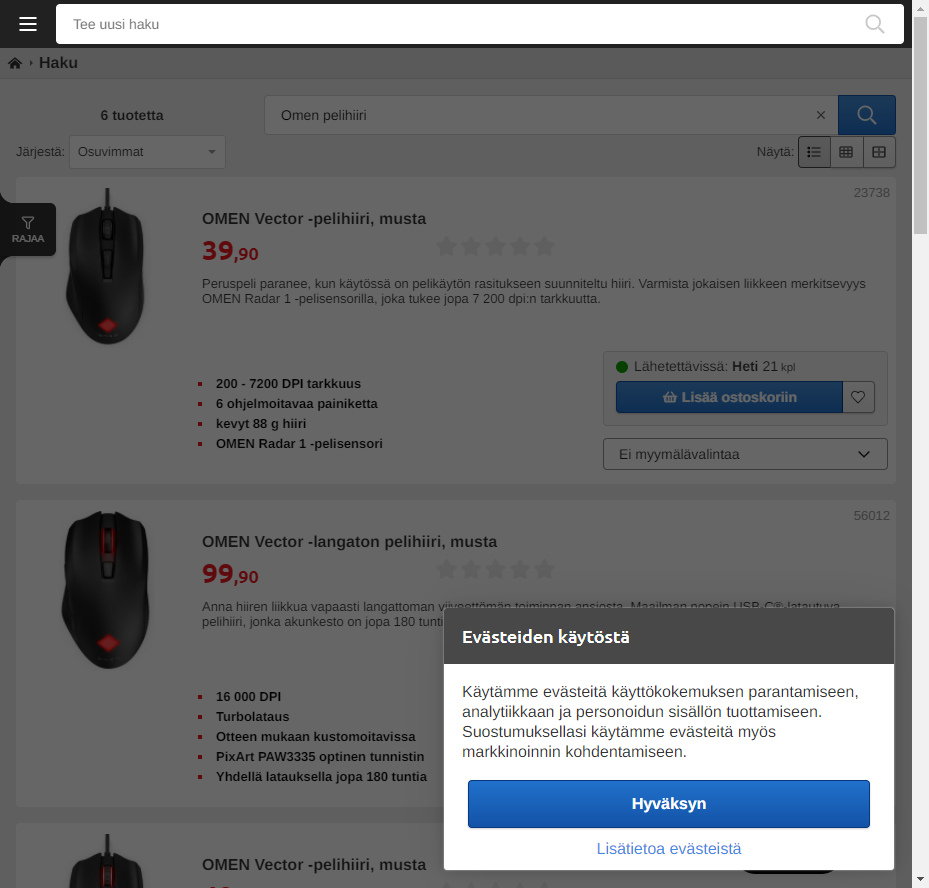 Tee uusi haku
Haku
6 tuotetta
Omen pelihiiri
Järjestä: Osuvimmat
Näytä:
23738
RAJAA
OMEN Vector -pelihiiri, musta
39,90
Peruspeli paranee, kun käytössä on pelikäytön rasitukseen suunniteltu hiiri. Varmista jokaisen liikkeen merkitsevyys
OMEN Radar 1 -pelisensorilla, joka tukee jopa 7 200 dpi:n tarkkuutta.
200 - 7200 DPI tarkkuus
6 ohjelmoitavaa painiketta
kevyt 88 g hiiri
OMEN Radar 1 -pelisensori
Lähetettävissä: Heti 21 kpl
Lisää ostoskoriin
Ei myymälävalintaa
56012
OMEN Vector -langaton pelihiiri, musta
99,90
Anna hiiren liikkua vapaasti langattoman viiveettömän toiminnan ansiosta. Maailman nopein USB-C®-latautuva
pelihiiri, jonka akunkesto on jopa 180 tunti
16 000 DPI
Turbolataus
Otteen mukaan kustomoitavissa
PixArt PAW3335 optinen tunnistin
Yhdellä latauksella jopa 180 tuntia
Evästeiden käytöstä
Käytämme evästeitä käyttökokemuksen parantamiseen,
analytiikkaan ja personoidun sisällön tuottamiseen.
Suostumuksellasi käytämme evästeitä myös
markkinoinnin kohdentamiseen.
Hyväksyn
Lisätietoa evästeistä
OMEN Vector -pelihiiri, musta